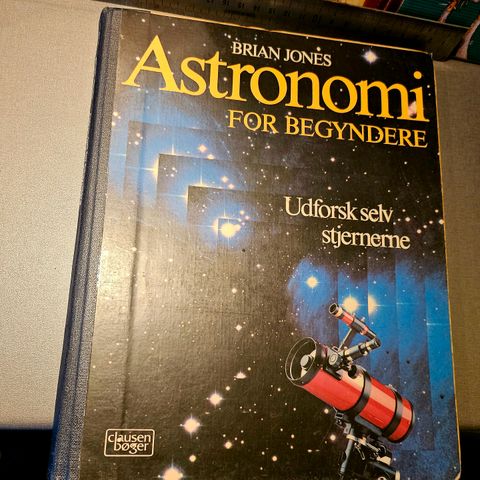 BRIAN JONES
Astronomi
FOR BEGYNDERE
Udforsk selv
stjernerne
clausen
bøger